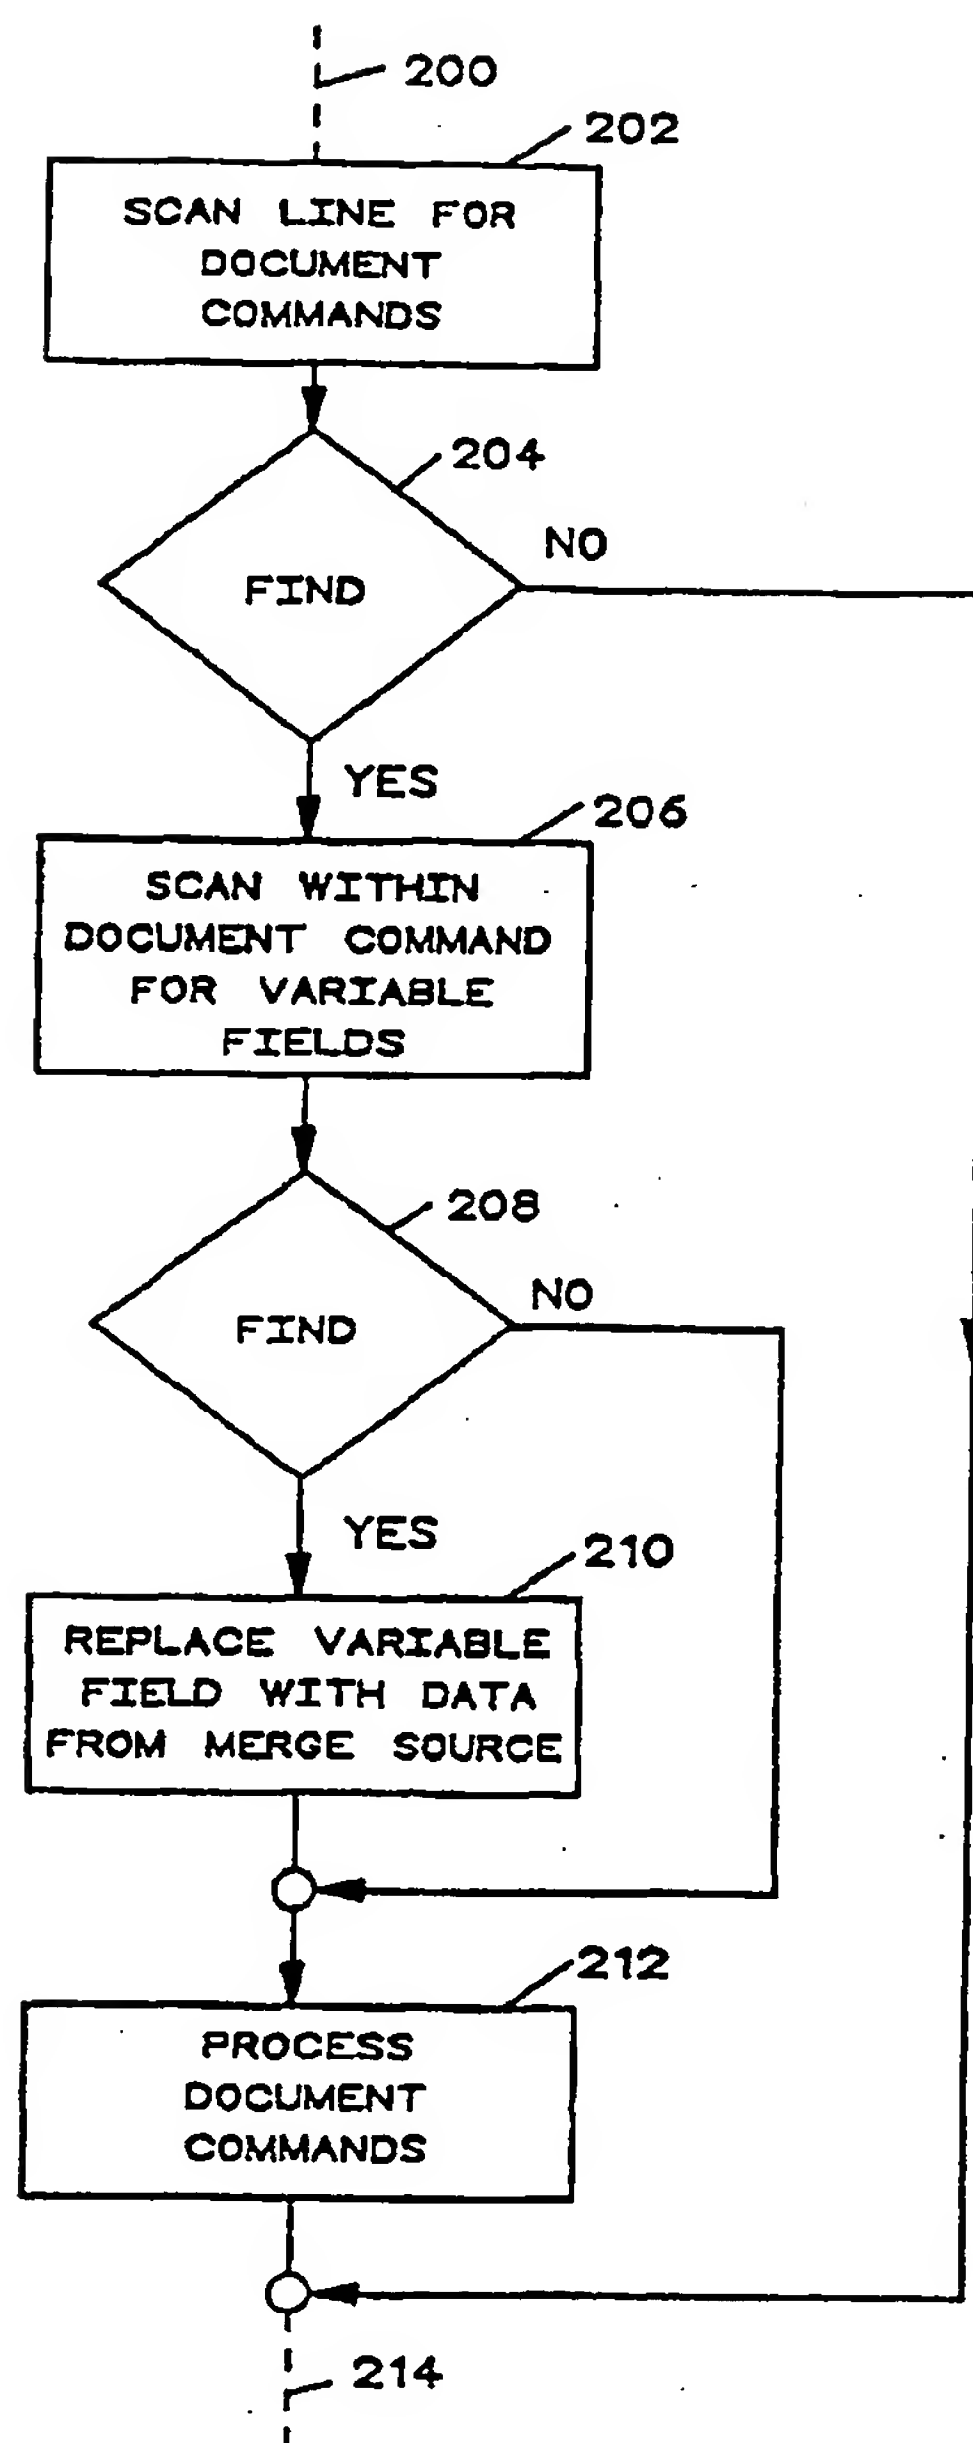 200
202
SCAN LINE FOR
DOCUMENT
COMMANDS
204
NO
FIND
YES
206
SCAN WITHIN
DOCUMENT COMMAND
FOR VARIABLE
FIELDS
208
NO
FIND
YES
210
REPLACE VARIABLE
FIELD WITH DATA
FROM MERGE SOURCE
212
PROCESS
DOCUMENT
COMMANDS
214